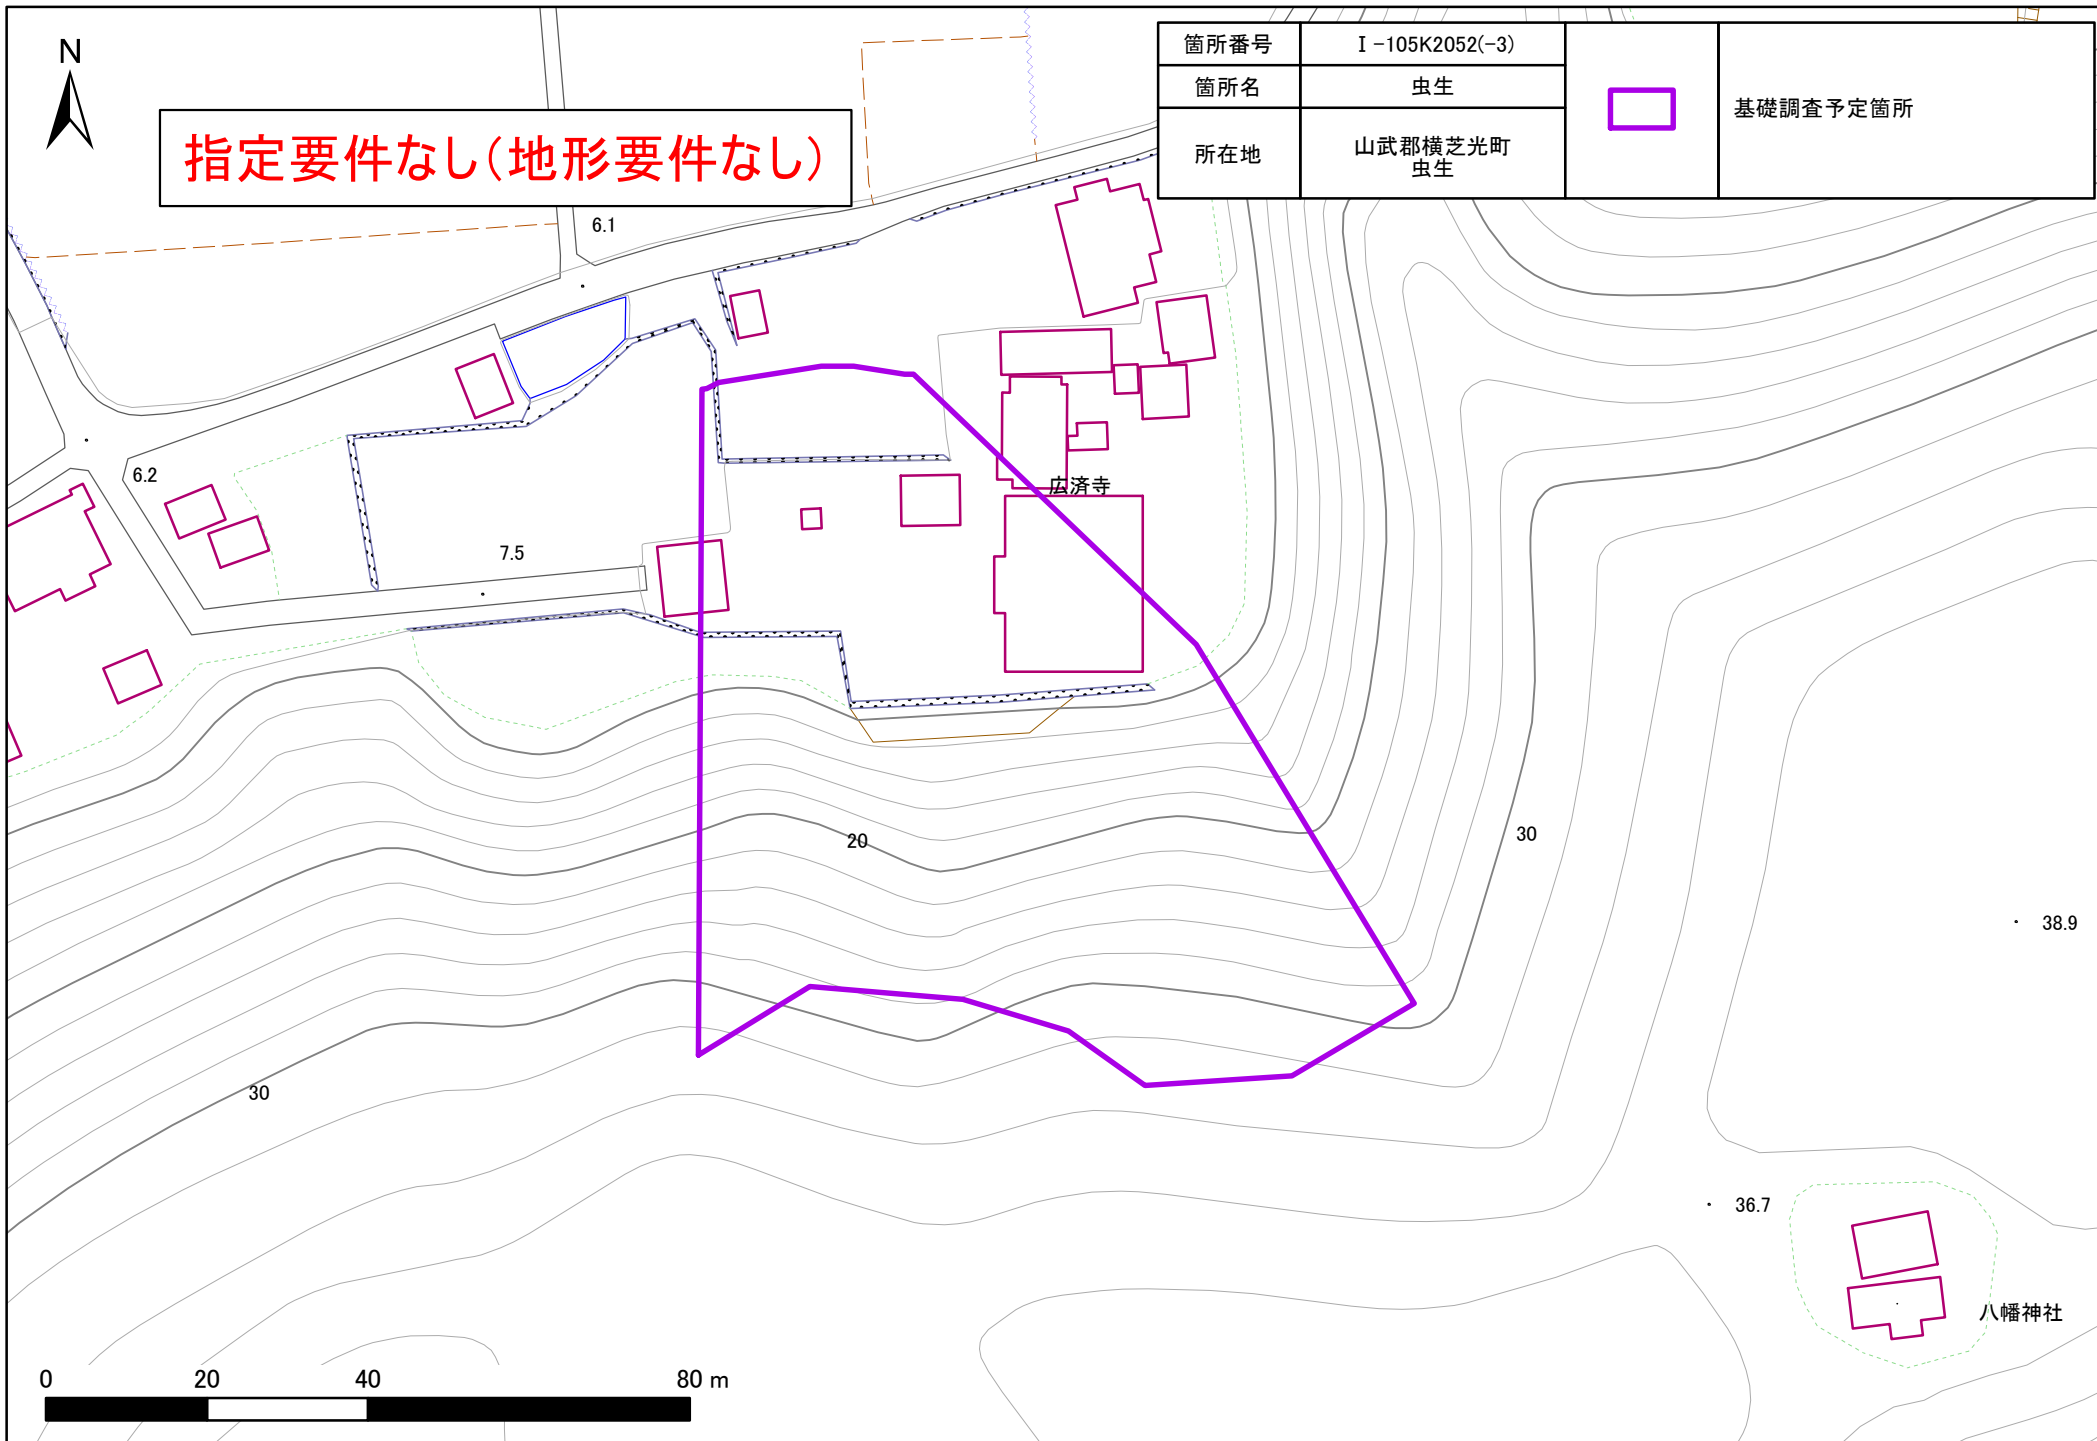 N
指定要件なし(地形要件なし)
箇所番号
Ⅰ-105K2052(-3)
箇所名
虫生
所在地
山武郡横芝光町
虫生
基礎調査予定箇所
6.1
6.2
7.5
広済寺
20
30
38.9
30
36.7
八幡神社
0 20 40 80 m